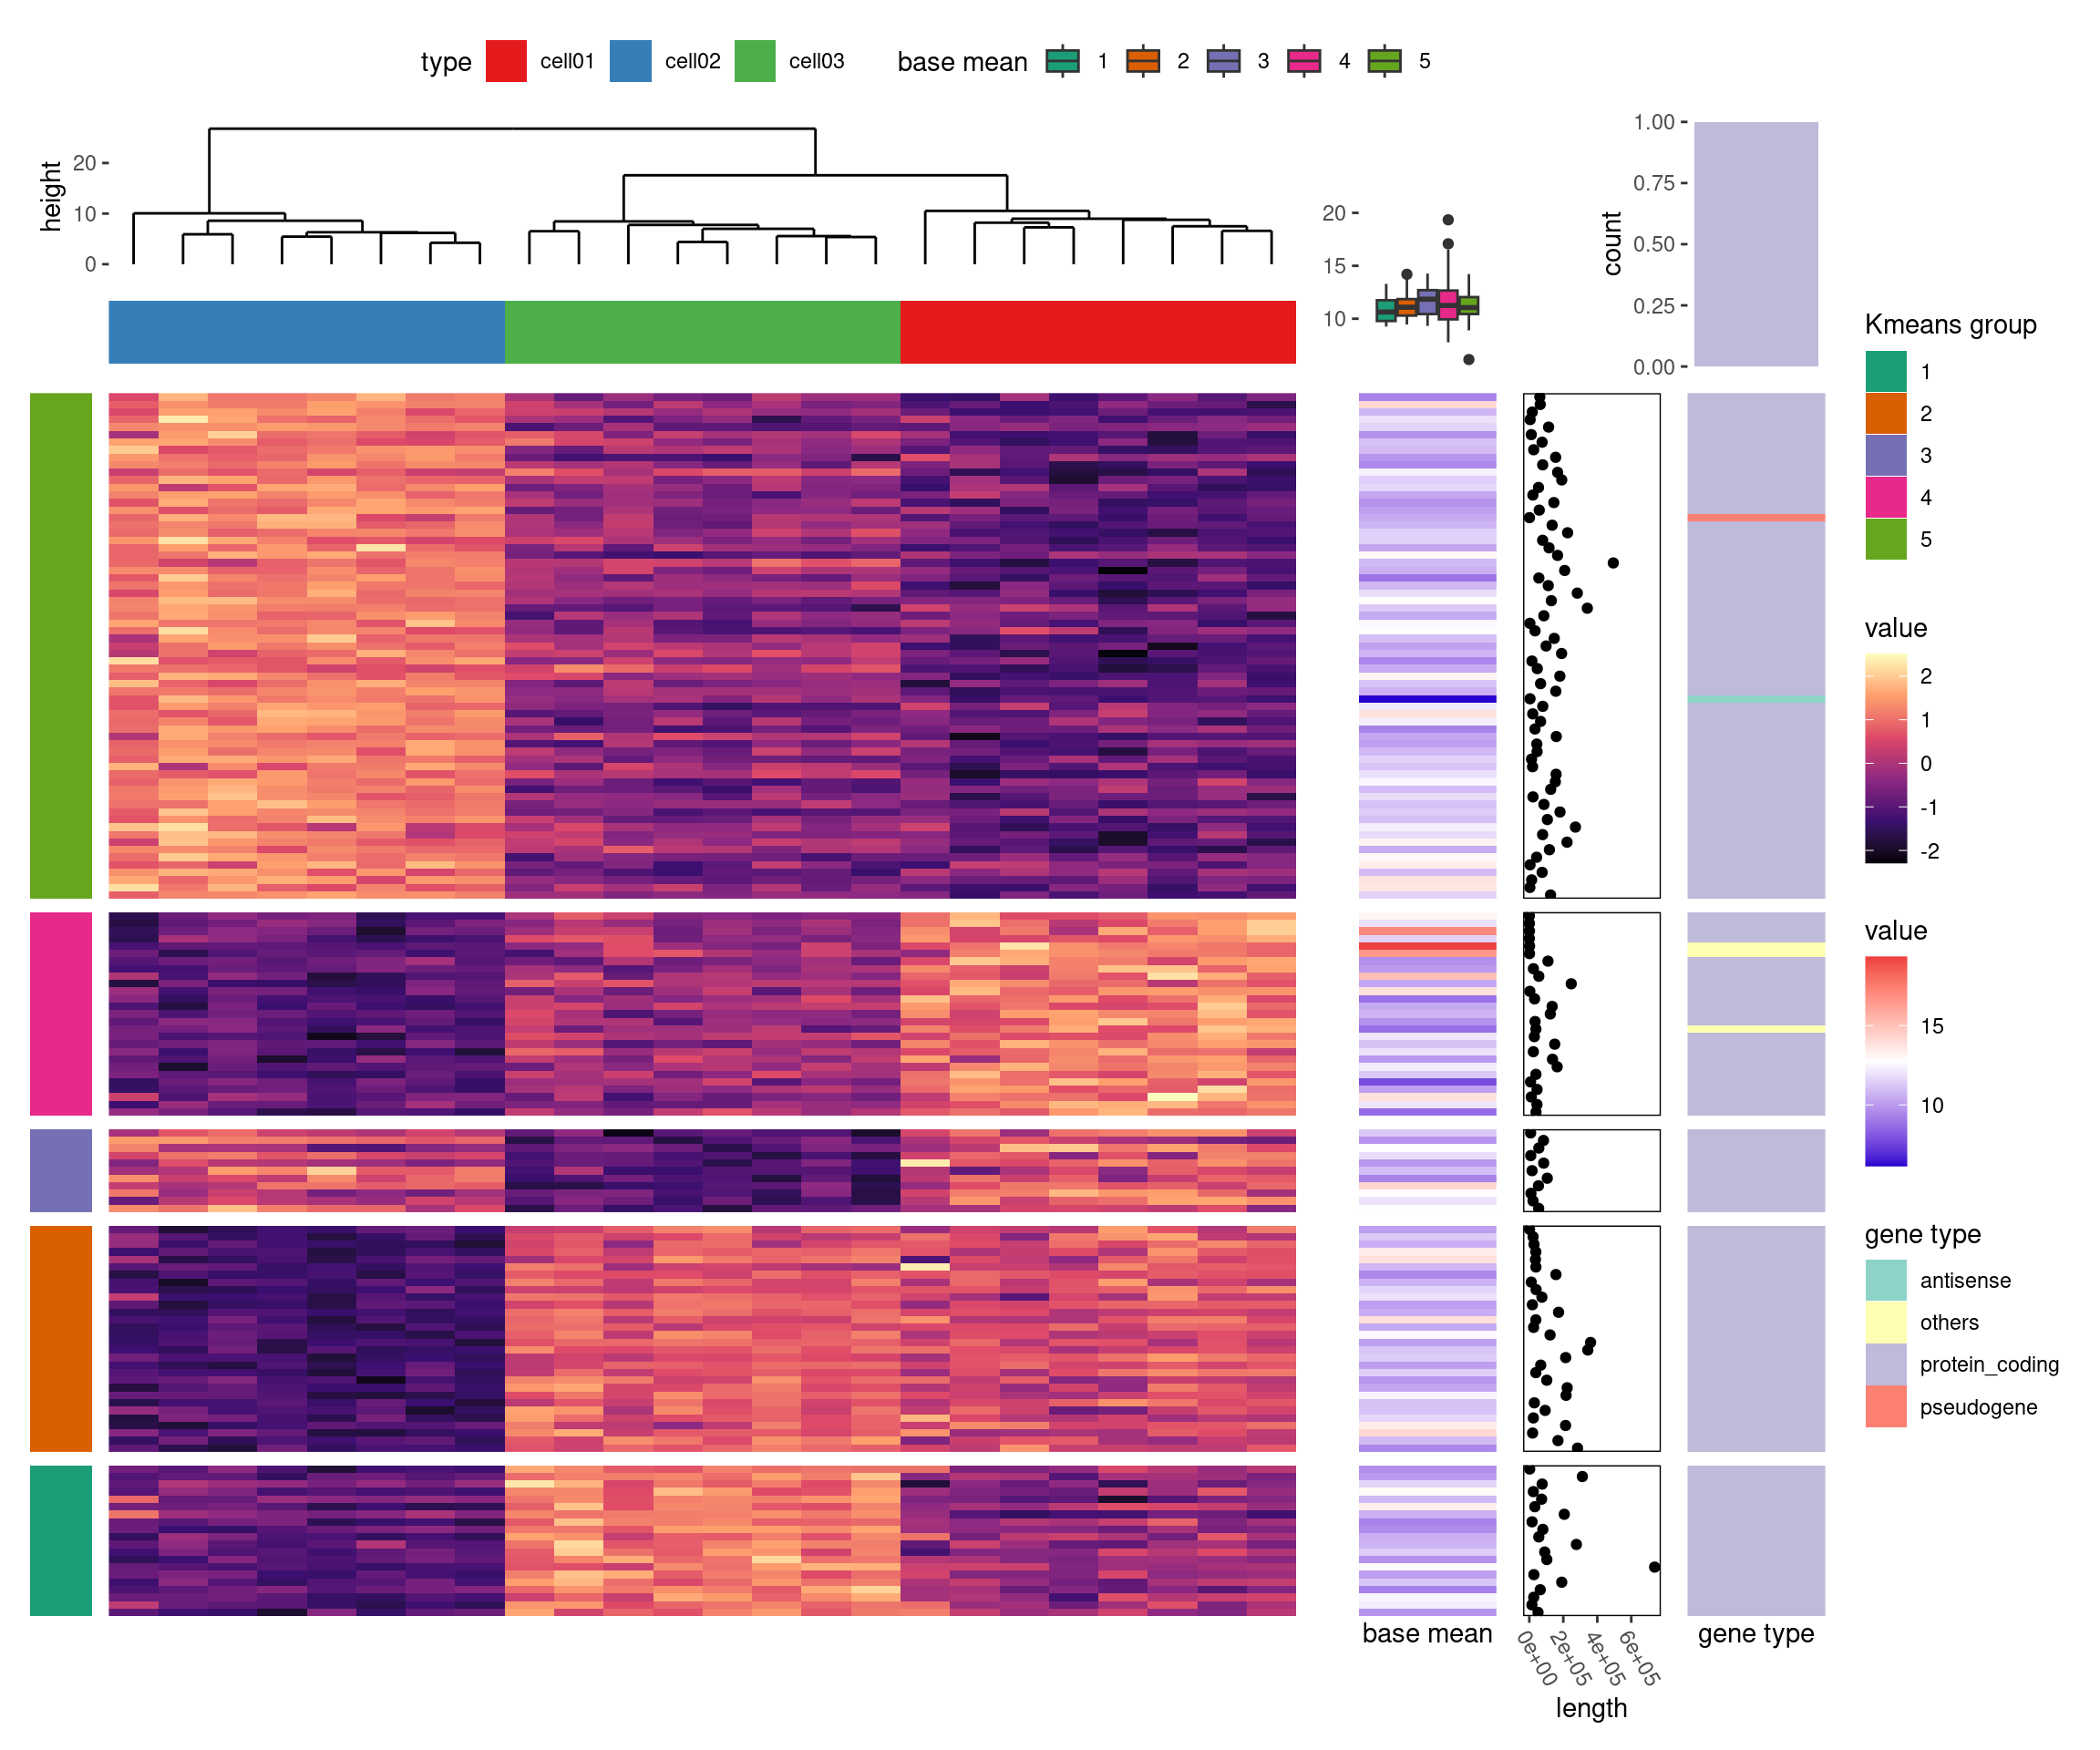 type cell01 cell02 cell03 base mean 1 2 3 4 5
height
20
10
0
20
15
10
count
1.00
0.75
0.50
0.25
0.00
Kmeans group
1
2
3
4
5
value
2
1
0
-1
-2
value
15
10
gene type
antisense
others
protein_coding
pseudogene
base mean
0e+00
2e+05
4e+05
6e+05
length
gene type